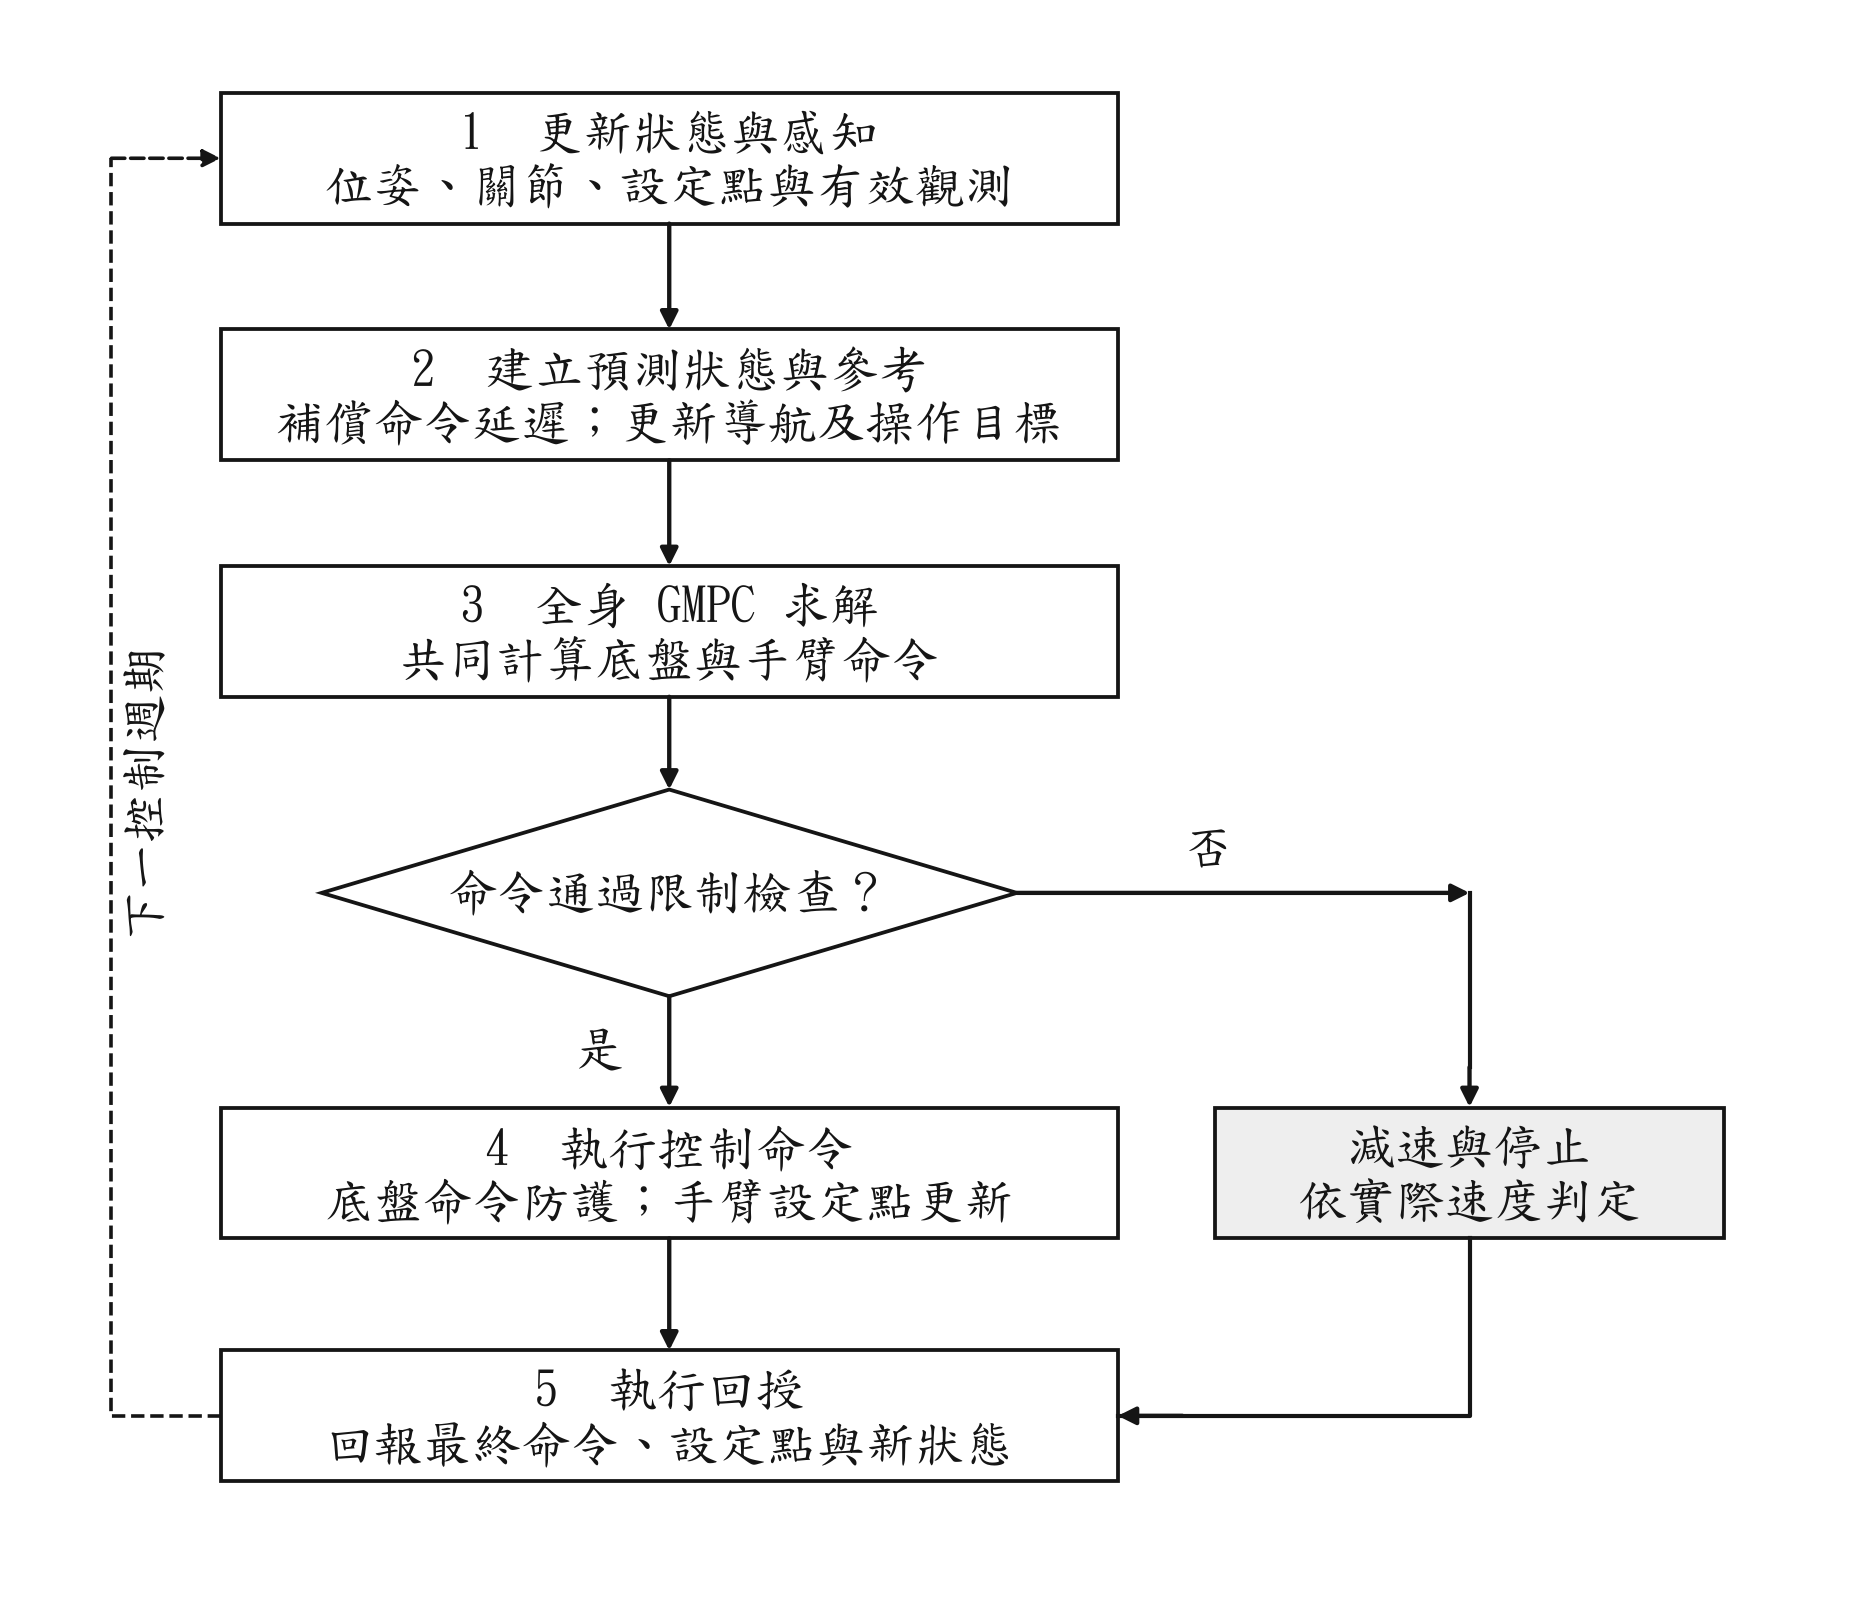 1 更新狀態與感知
位姿、關節、設定點與有效觀測
2 建立預測狀態與參考
補償命令延遲；更新導航及操作目標
3 全身 GMPC 求解
共同計算底盤與手臂命令
下一控制週期
命令通過限制檢查？
否
是
4 執行控制命令
底盤命令防護；手臂設定點更新
減速與停止
依實際速度判定
5 執行回授
回報最終命令、設定點與新狀態